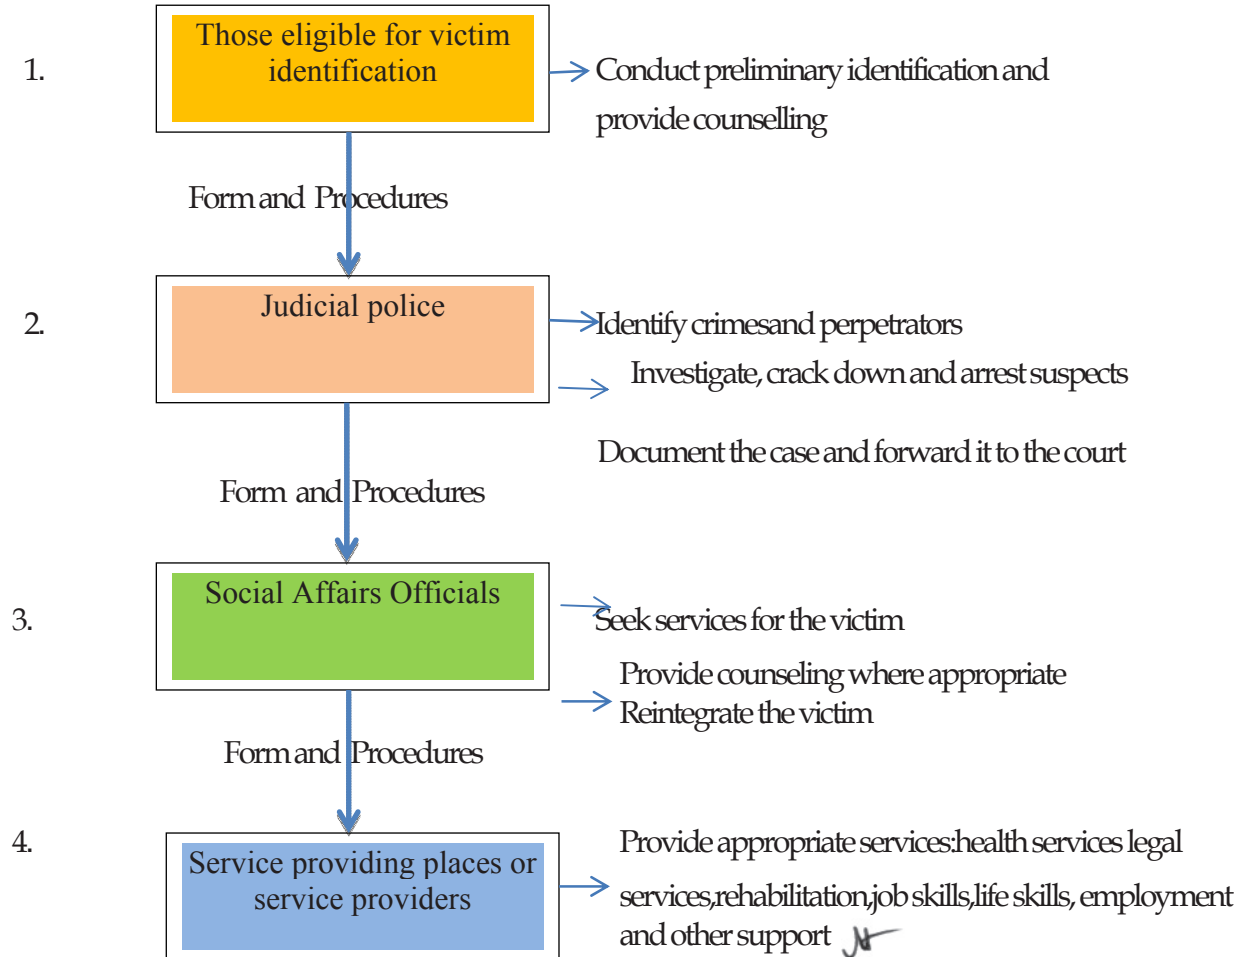 1.
Those eligible for victim
identification
Conduct preliminary identification and
provide counselling
Form and Procedures
2.
Judicial police
Identify crimesand perpetrators
Investigate, crack down and arrest suspects
Document the case and forward it to the court
Form and Procedures
3.
Social Affairs Officials
Seek services for the victim
Provide counseling where appropriate
Reintegrate the victim
Form and Procedures
4.
Service providing places or
service providers
Provide appropriate services:health services legal
services,rehabilitation,job skills,life skills, employment
and other support